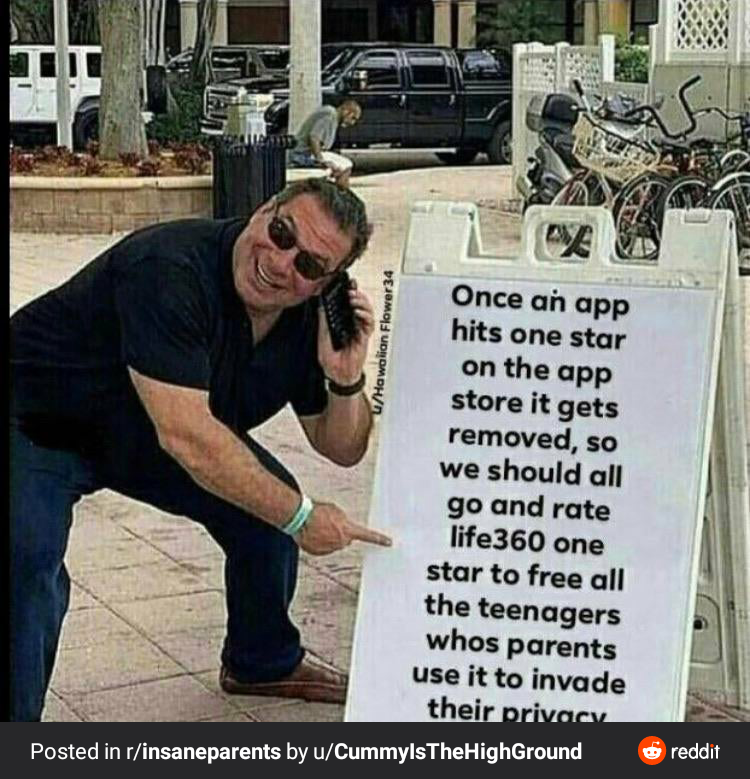 Once an app
hits one star
on the app
store it gets
removed, so
we should all
go and rate
life360 one
star to free all
the teenagers
whos parents
use it to invade
their privacy
u/Hawaiian Flower34
Posted in r/insaneparents by u/CummyIsTheHighGround
reddit